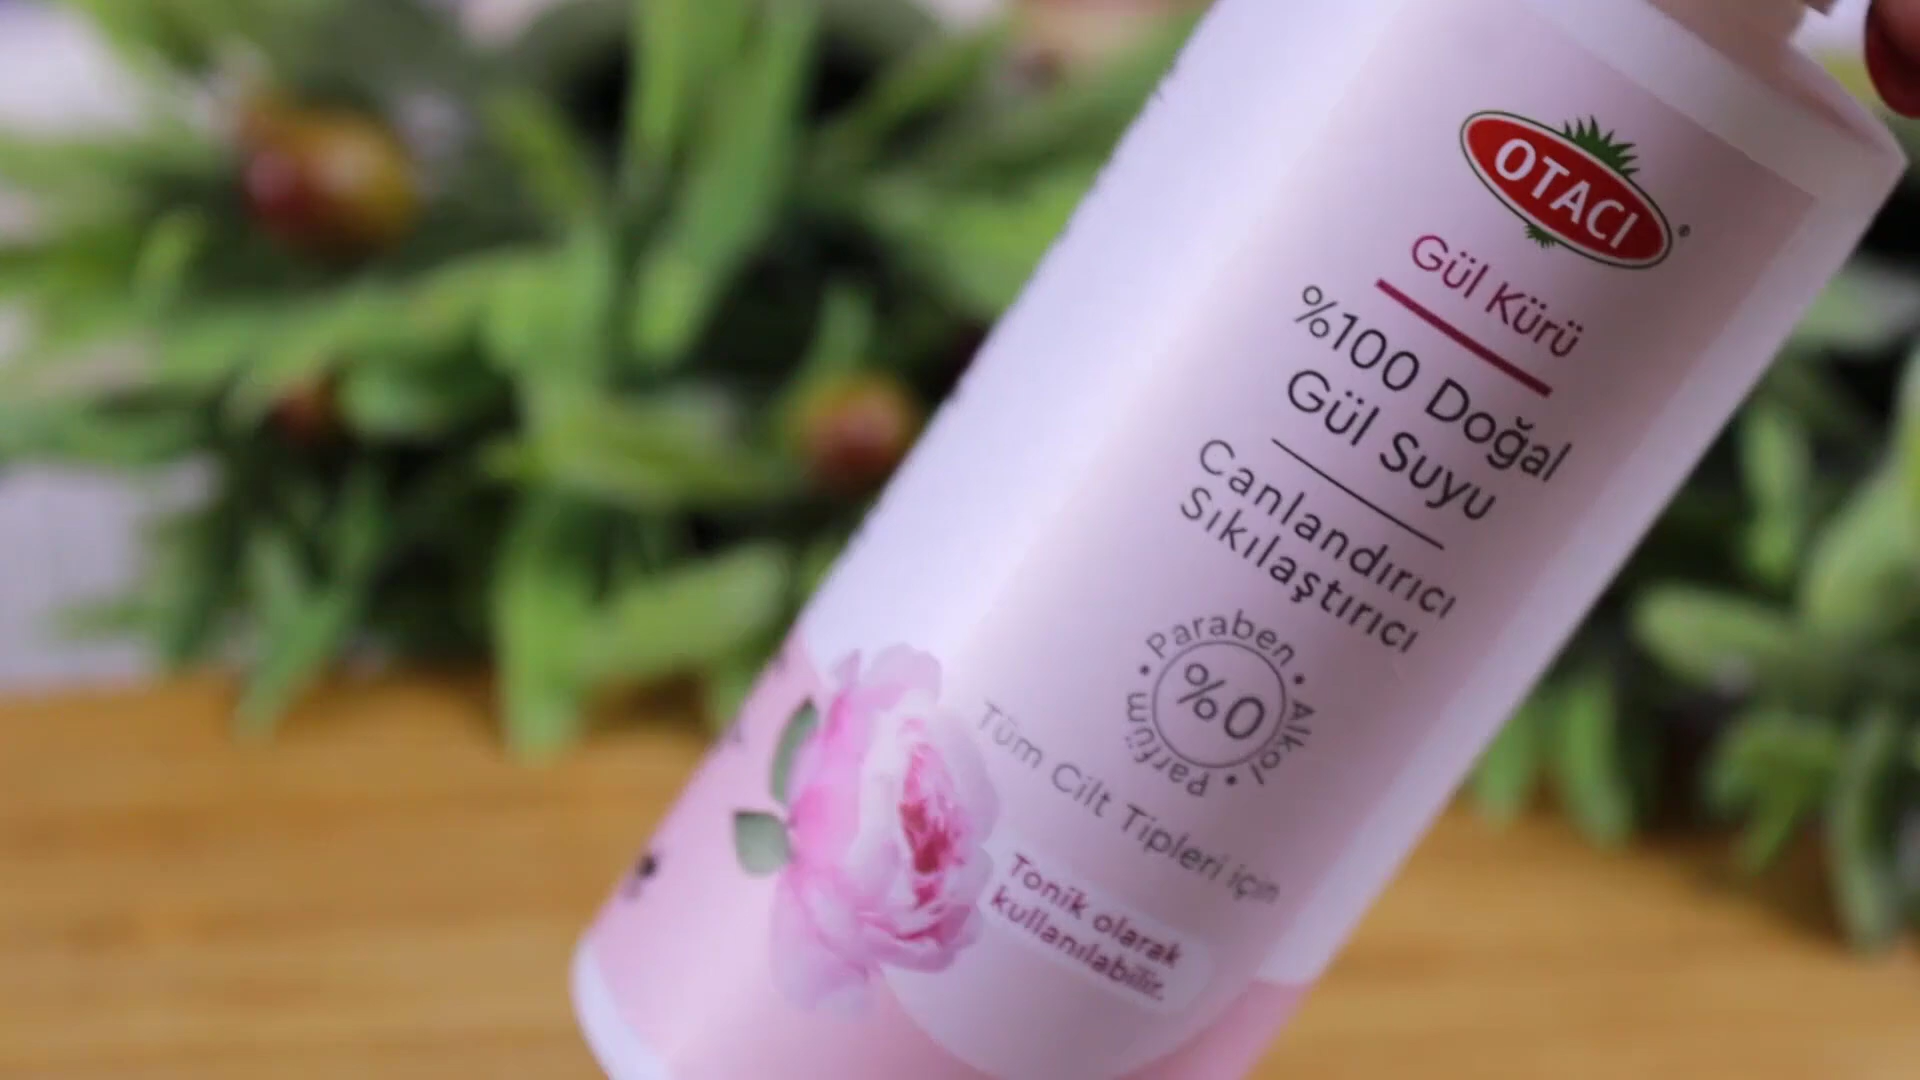 OTACI
®
Gül Kürü
%100 Doğal
Gül Suyu
Canlandırıcı
Sıkılaştırıcı
Paraben • Alkol • Parfüm •
%0
Tüm Cilt Tipleri için
Tonik olarak
kullanılabilir.